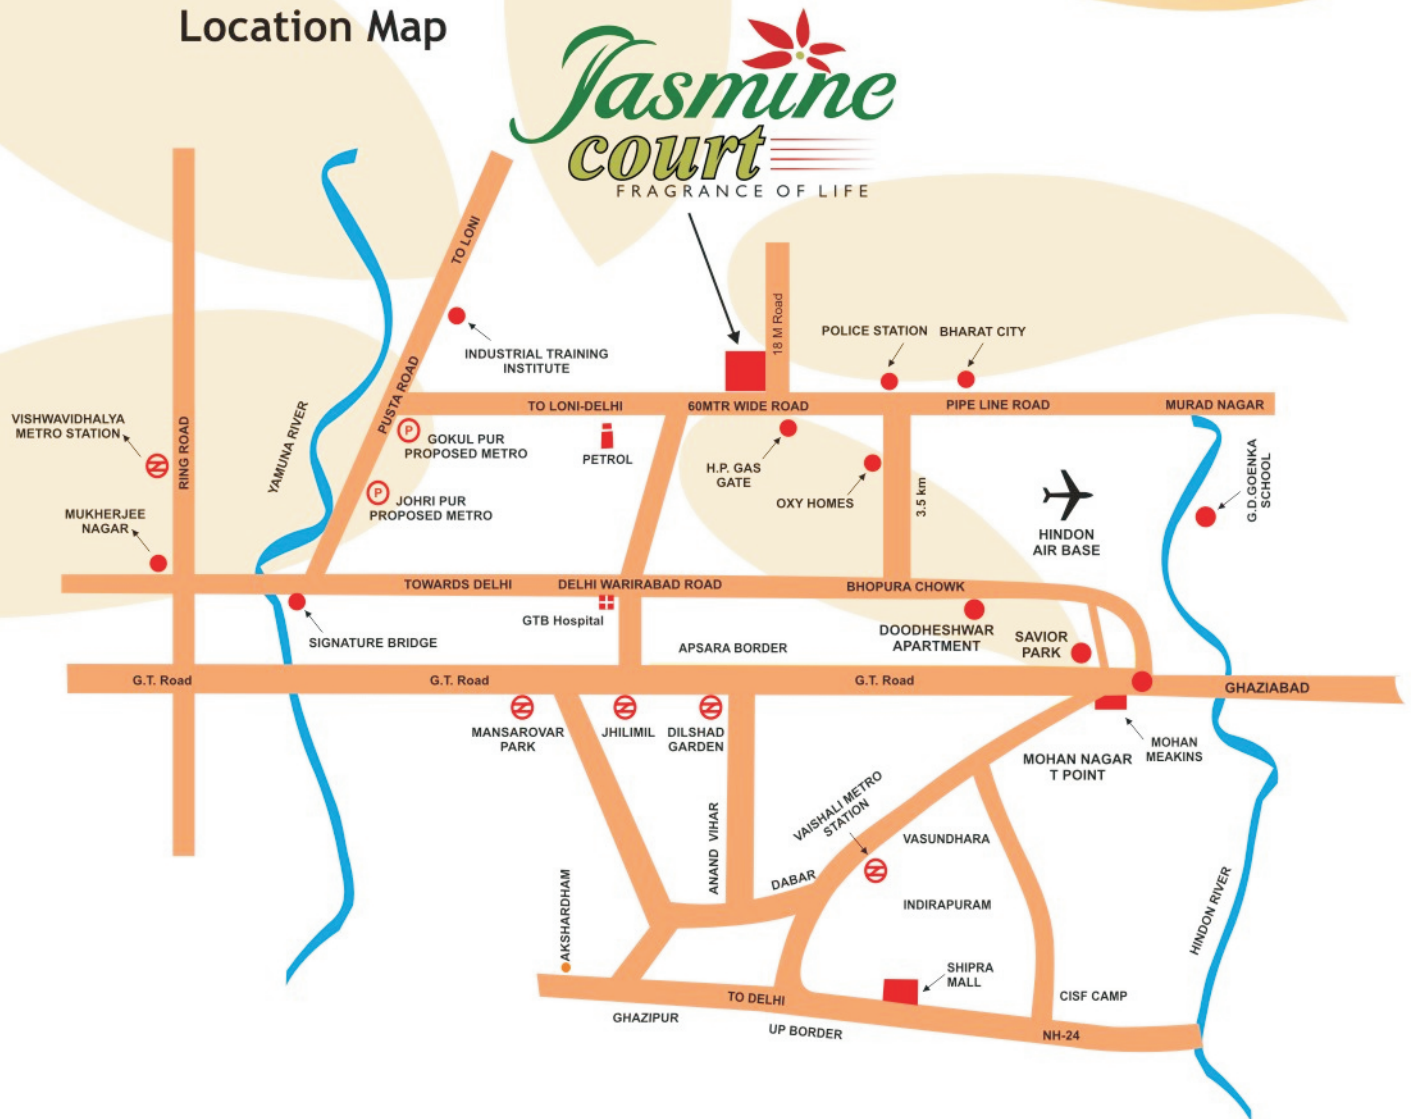 Location Map
Jasmine
court
FRAGRANCE OF LIFE
TO LONI
18 M Road
POLICE STATION
BHARAT CITY
INDUSTRIAL TRAINING
INSTITUTE
PUSTA ROAD
TO LONI-DELHI
60MTR WIDE ROAD
PIPE LINE ROAD
MURAD NAGAR
VISHWAVIDHALYA
METRO STATION
RING ROAD
YAMUNA RIVER
P
GOKUL PUR
PROPOSED METRO
PETROL
H.P. GAS
GATE
OXY HOMES
3.5 km
G.D.GOENKA
SCHOOL
P
JOHRI PUR
PROPOSED METRO
MUKHERJEE
NAGAR
HINDON
AIR BASE
TOWARDS DELHI
DELHI WARIRABAD ROAD
BHOPURA CHOWK
GTB Hospital
SIGNATURE BRIDGE
APSARA BORDER
DOODHESHWAR
APARTMENT
SAVIOR
PARK
G.T. Road
G.T. Road
G.T. Road
GHAZIABAD
MANSAROVAR
PARK
JHILIMIL
DILSHAD
GARDEN
MOHAN
MEAKINS
MOHAN NAGAR
T POINT
VAISHALI METRO
STATION
ANAND VIHAR
VASUNDHARA
DABAR
INDIRAPURAM
AKSHARDHAM
HINDON RIVER
SHIPRA
MALL
TO DELHI
CISF CAMP
GHAZIPUR
UP BORDER
NH-24